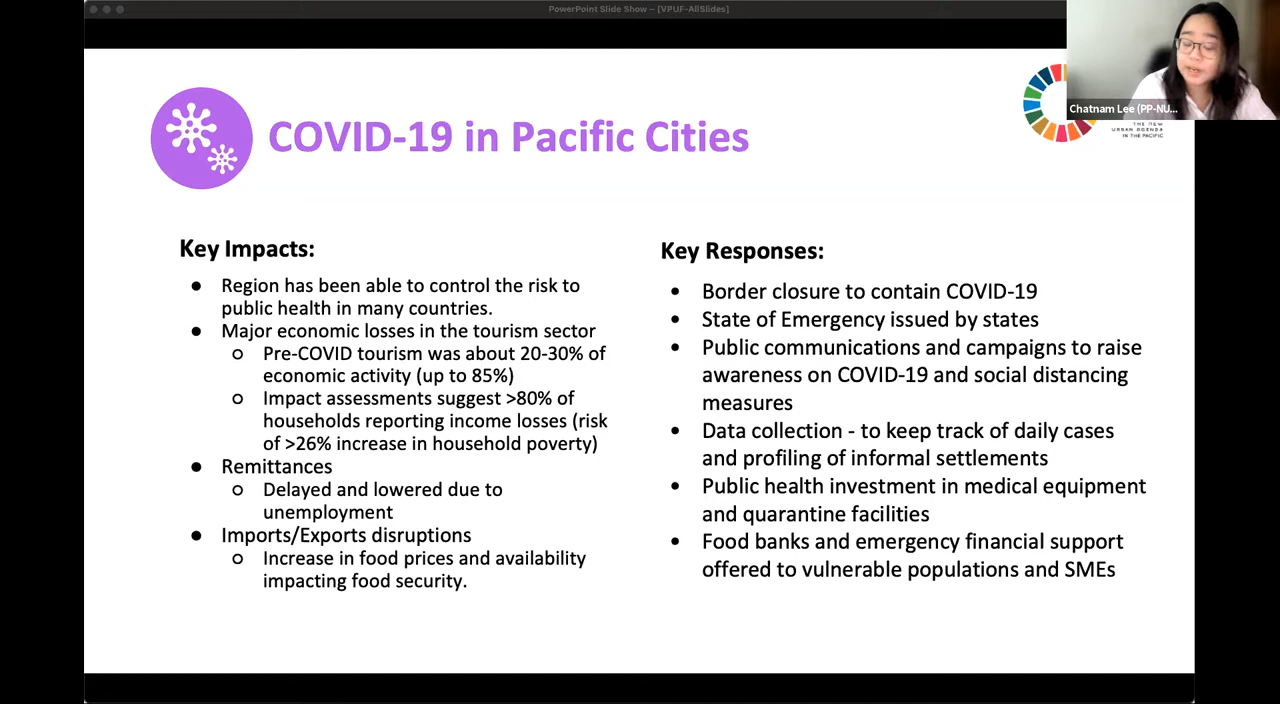 PowerPoint Slide Show – [VPUF-AllSlides]
Chatnam Lee (PP-NU...
THE NEW
URBAN AGENDA
IN THE PACIFIC
COVID-19 in Pacific Cities
Key Impacts:
● Region has been able to control the risk to
public health in many countries.
● Major economic losses in the tourism sector
○ Pre-COVID tourism was about 20-30% of
economic activity (up to 85%)
○ Impact assessments suggest >80% of
households reporting income losses (risk
of >26% increase in household poverty)
● Remittances
○ Delayed and lowered due to
unemployment
● Imports/Exports disruptions
○ Increase in food prices and availability
impacting food security.
Key Responses:
• Border closure to contain COVID-19
• State of Emergency issued by states
• Public communications and campaigns to raise
awareness on COVID-19 and social distancing
measures
• Data collection - to keep track of daily cases
and profiling of informal settlements
• Public health investment in medical equipment
and quarantine facilities
• Food banks and emergency financial support
offered to vulnerable populations and SMEs